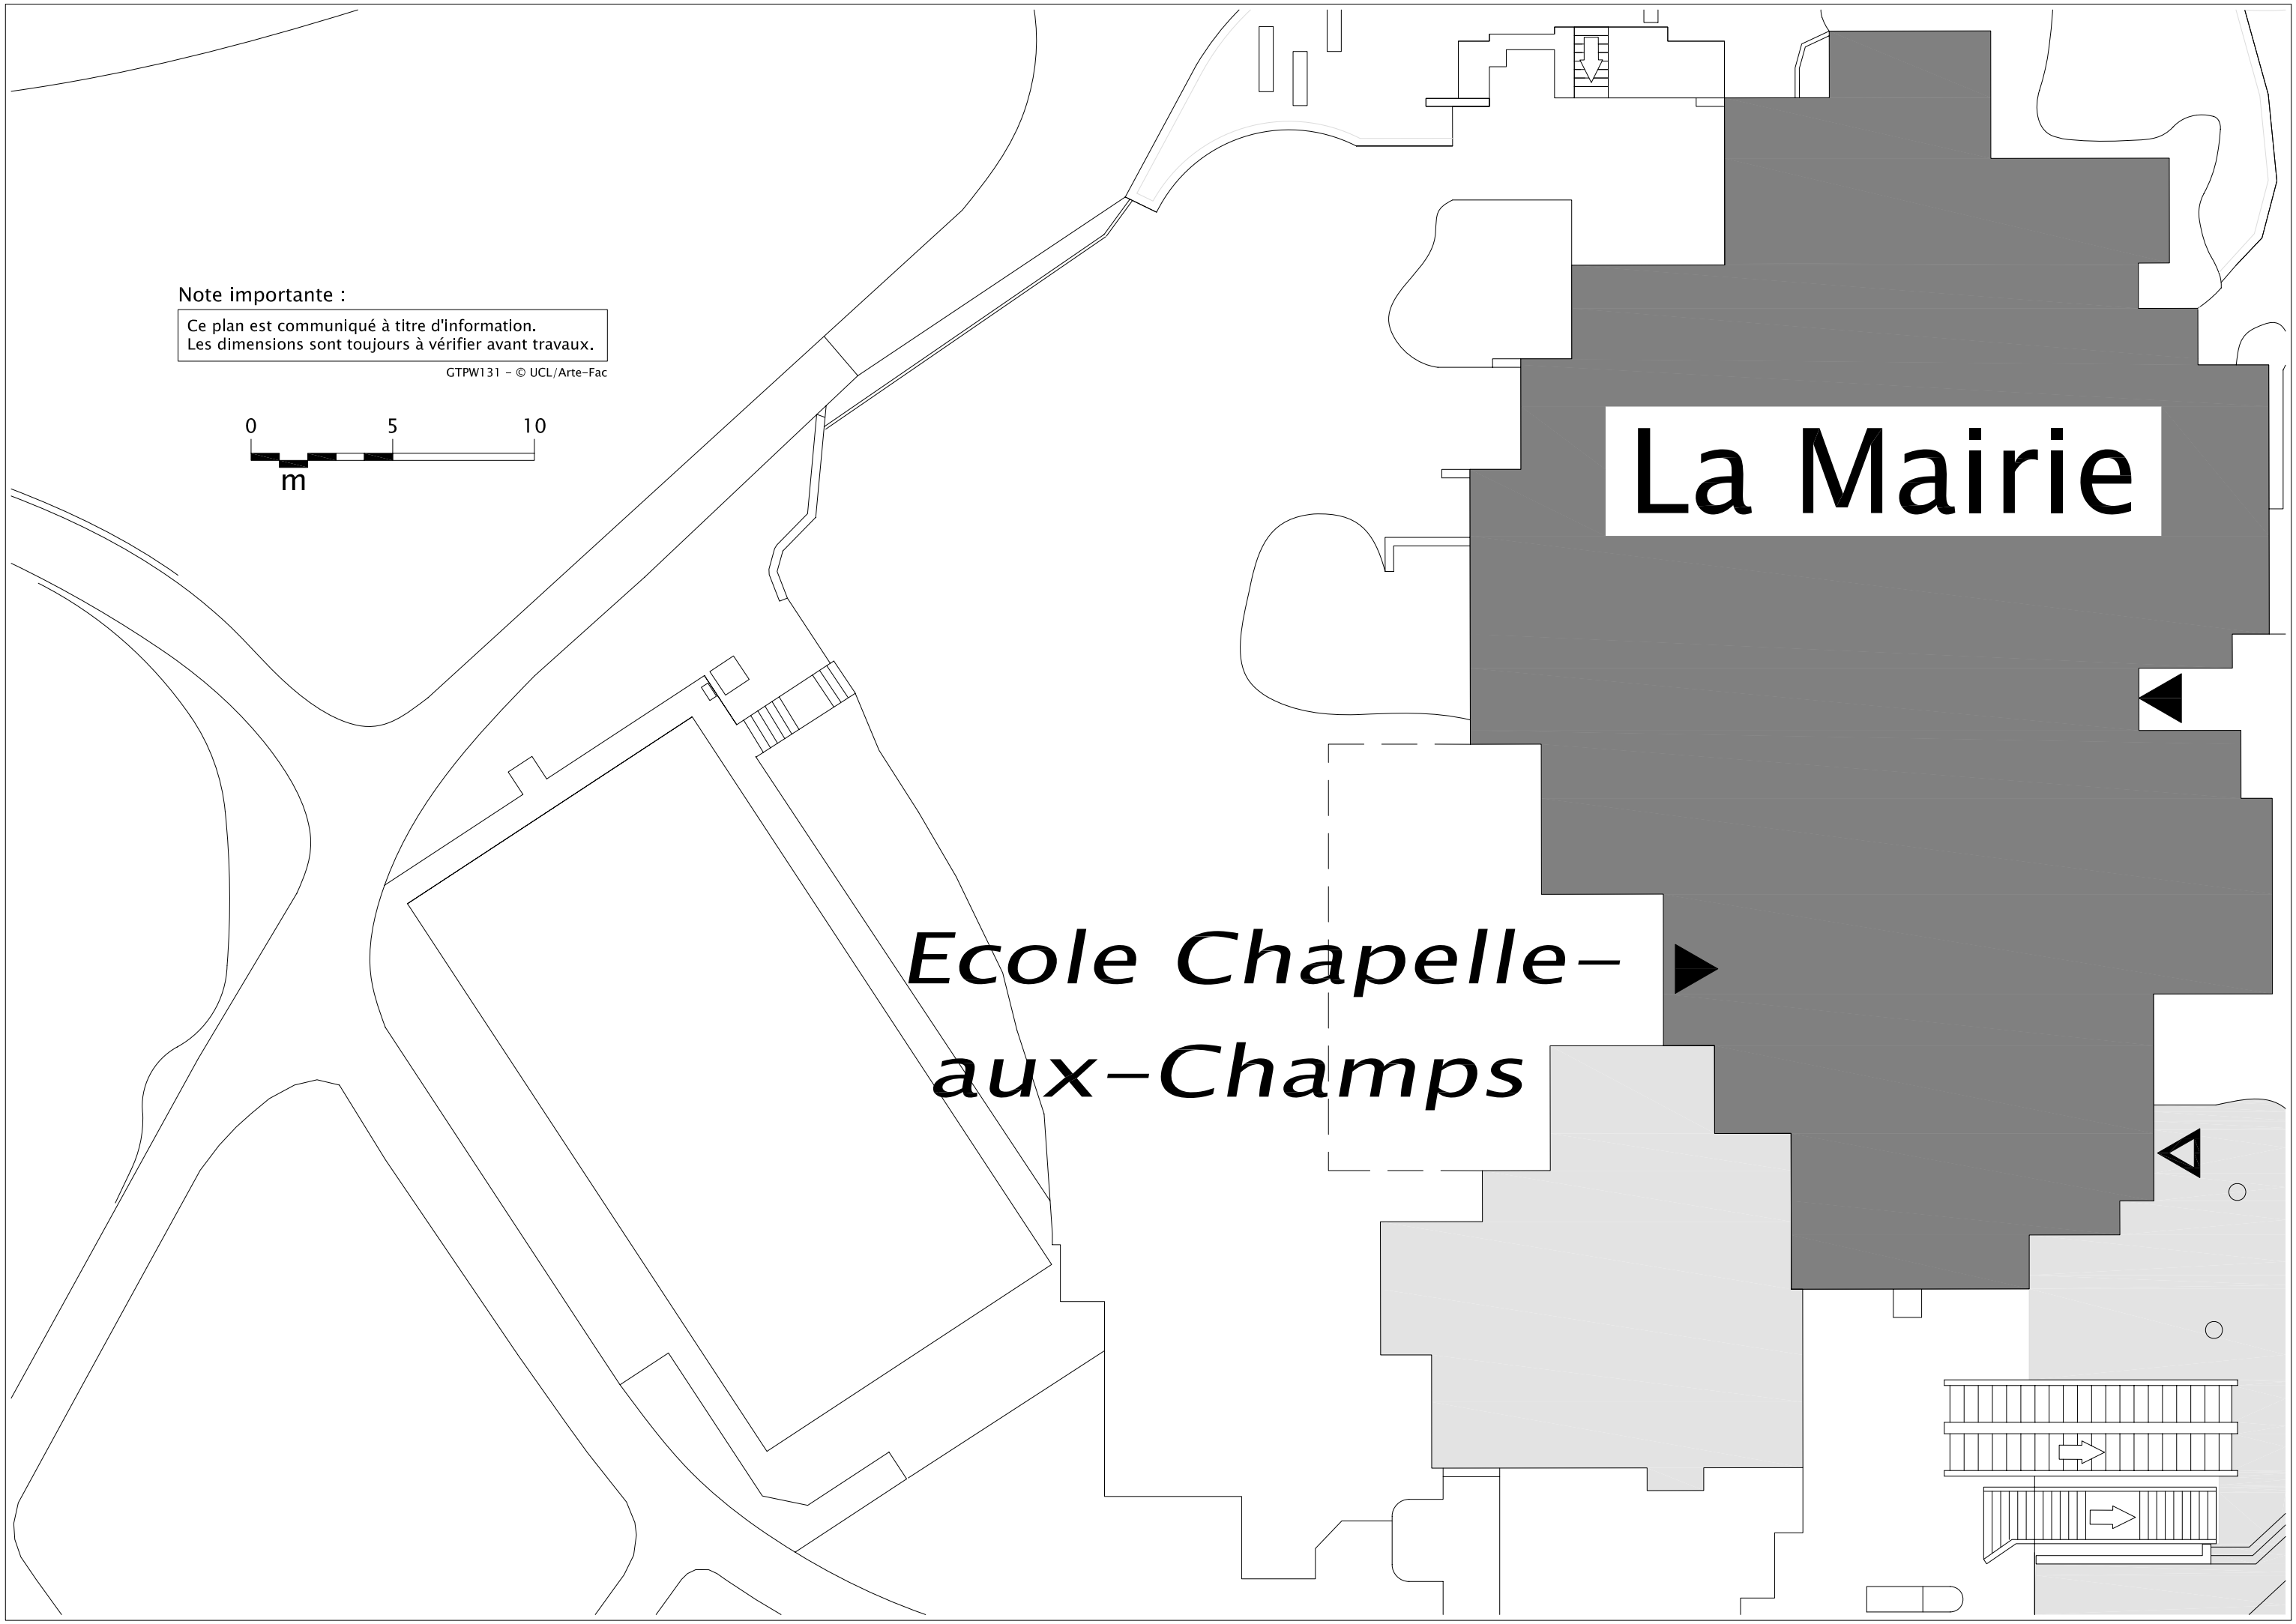 Note importante :
Ce plan est communiqué à titre d'information.
Les dimensions sont toujours à vérifier avant travaux.
GTPW131 - © UCL/Arte-Fac
0 5 10
m
La Mairie
Ecole Chapelle-
aux-Champs